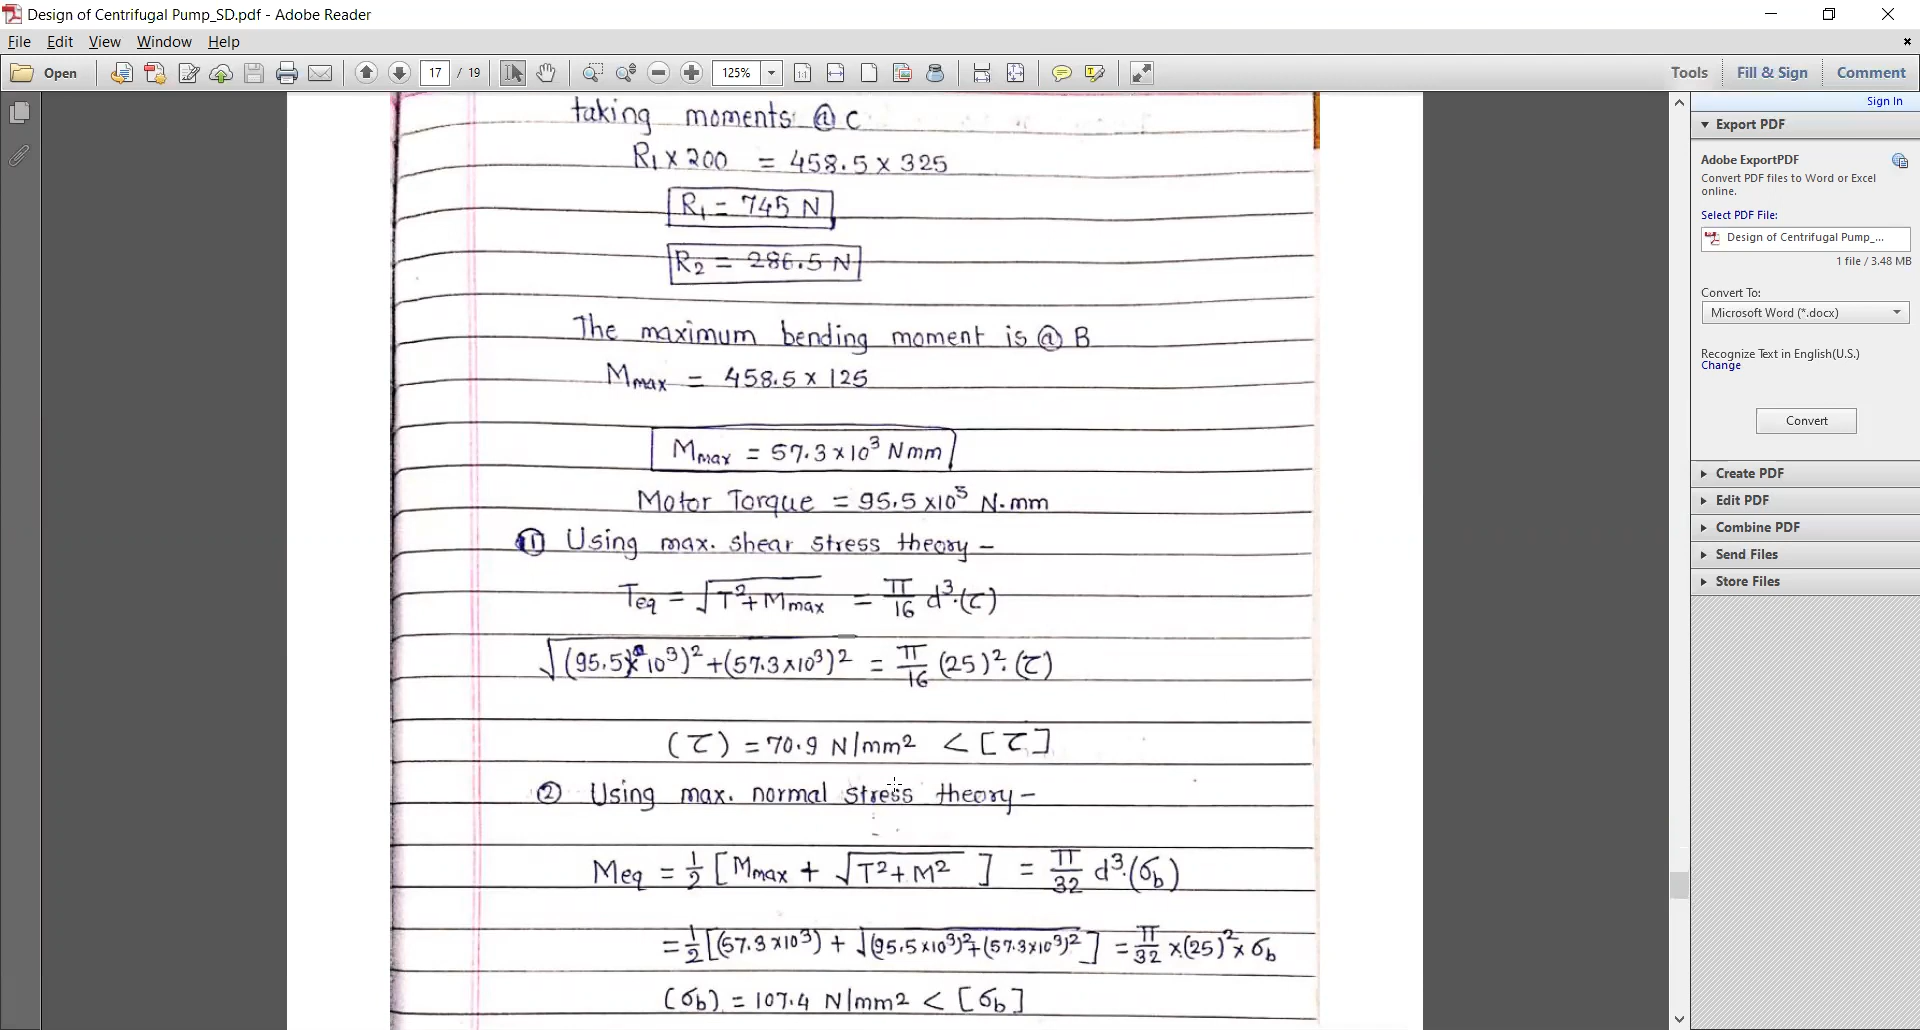 Design of Centrifugal Pump_SD.pdf - Adobe Reader
File Edit View Window Help
Open 17 / 19 125% Tools Fill & Sign Comment
Sign In
Export PDF
Adobe ExportPDF
Convert PDF files to Word or Excel
online.
Select PDF File:
Design of Centrifugal Pump_...
1 file / 3.48 MB
Convert To:
Microsoft Word (*.docx)
Recognize Text in English(U.S.)
Change
Convert
Create PDF
Edit PDF
Combine PDF
Send Files
Store Files
taking moments @ C
R1 x 200 = 458.5 x 325
R1 = 745 N
R2 = 286.5 N
The maximum bending moment is @ B
Mmax = 458.5 x 125
Mmax = 57.3 x 10³ Nmm
Motor Torque = 95.5 x10⁵ N.mm
① Using max. shear stress theory -
Teq = √(T² + Mmax) = π/16 d³.(τ)
√((95.5 x 10³)² + (57.3 x 10³)²) = π/16 (25)².(τ)
(τ) = 70.9 N/mm² < [τ]
② Using max. normal stress theory -
Meq = 1/2 [Mmax + √(T² + M²)] = π/32 d³.(σb)
= 1/2 [(57.3 x 10³) + √((95.5 x 10³)² + (57.3 x 10³)²)] = π/32 x (25)² x σb
(σb) = 107.4 N/mm² < [σb]